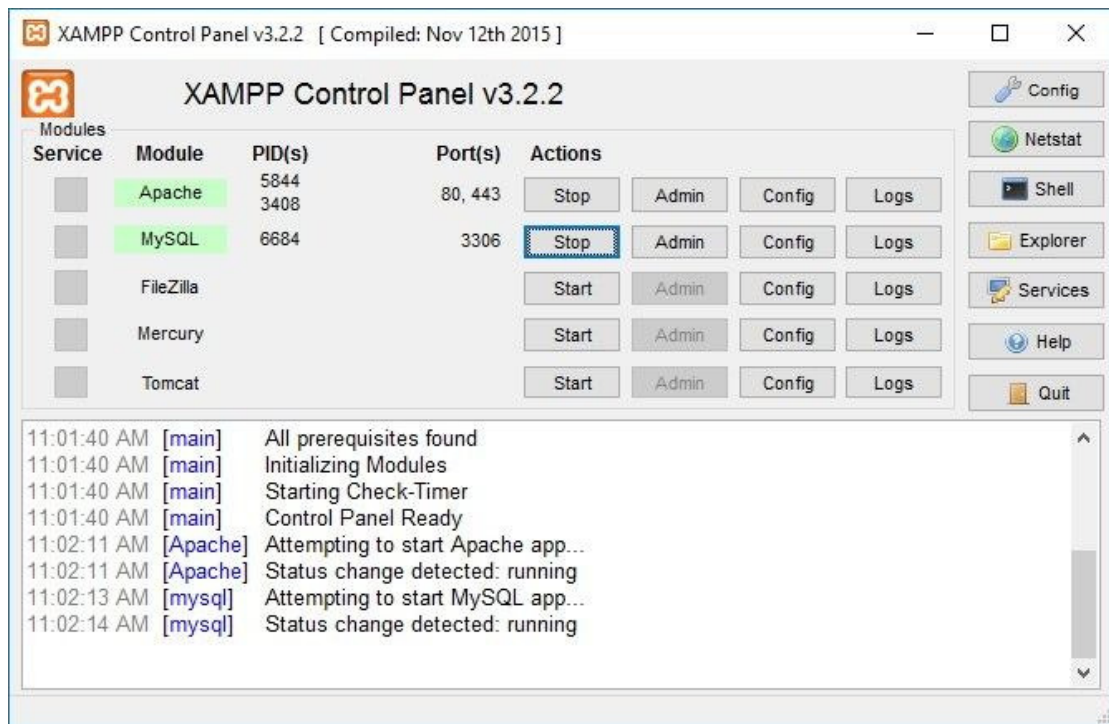 XAMPP Control Panel v3.2.2 [ Compiled: Nov 12th 2015 ]
XAMPP Control Panel v3.2.2
Config
Netstat
Shell
Explorer
Services
Help
Quit
Modules
Service Module PID(s) Port(s) Actions
Apache 5844 3408 80, 443 Stop Admin Config Logs
MySQL 6684 3306 Stop Admin Config Logs
FileZilla Start Admin Config Logs
Mercury Start Admin Config Logs
Tomcat Start Admin Config Logs
11:01:40 AM [main] All prerequisites found
11:01:40 AM [main] Initializing Modules
11:01:40 AM [main] Starting Check-Timer
11:01:40 AM [main] Control Panel Ready
11:02:11 AM [Apache] Attempting to start Apache app...
11:02:11 AM [Apache] Status change detected: running
11:02:13 AM [mysql] Attempting to start MySQL app...
11:02:14 AM [mysql] Status change detected: running